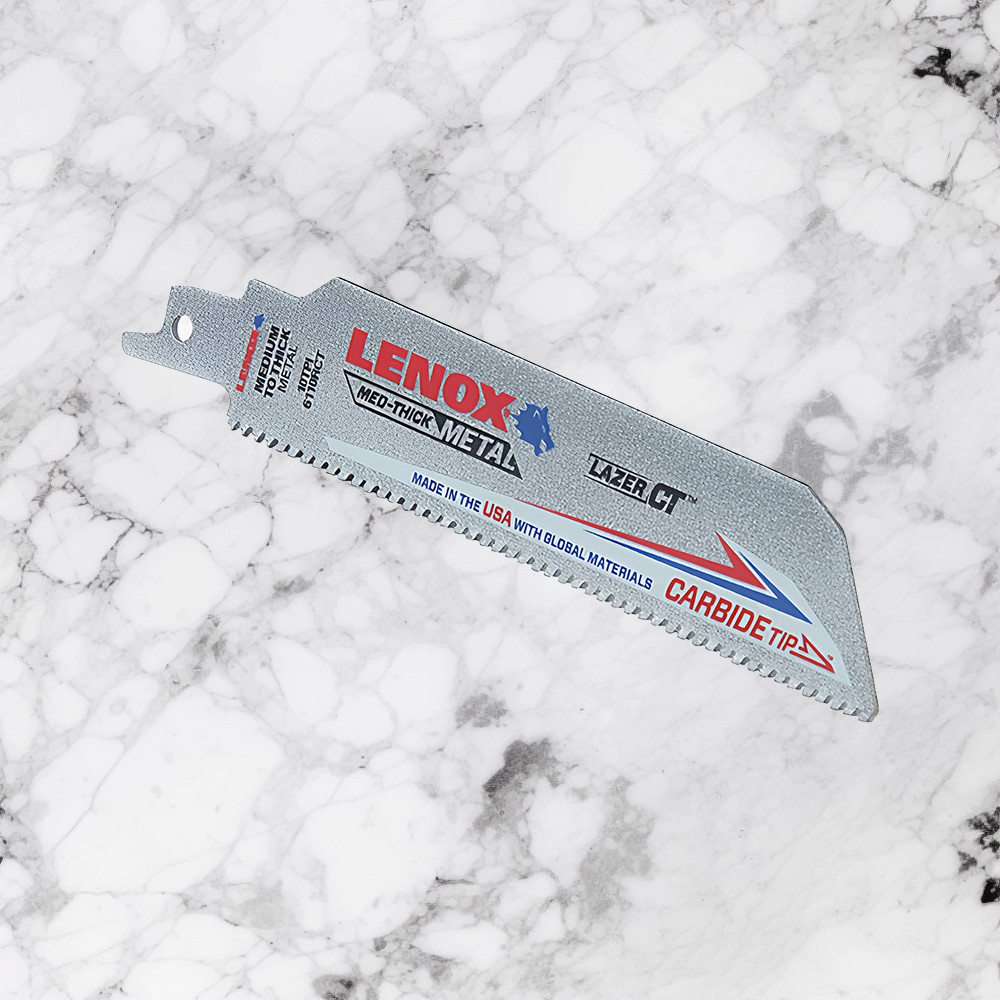 LENOX
MEDIUM
TO THICK
METAL
10TPI
6110RCT
LENOX
MED-THICK METAL
LAZER CT™
MADE IN THE USA WITH GLOBAL MATERIALS
CARBIDE TIP